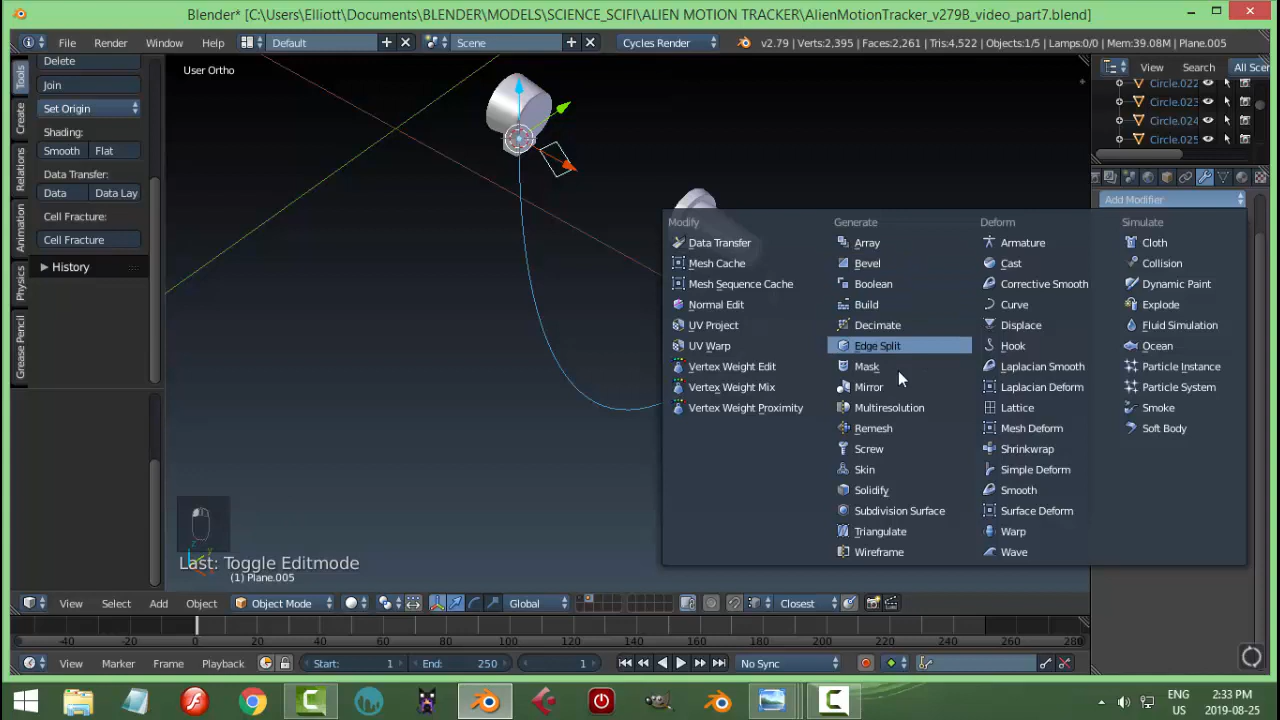 Blender* [C:\Users\Elliott\Documents\BLENDER\MODELS\SCIENCE_SCIFI\ALIEN MOTION TRACKER\AlienMotionTracker_v279B_video_part7.blend]
File Render Window Help Default Scene Cycles Render v2.79 | Verts:2,395 | Faces:2,261 | Tris:4,522 | Objects:1/5 | Lamps:0/0 | Mem:39.08M | Plane.005
Delete
Join
Set Origin
Shading:
Smooth Flat
Data Transfer:
Data Data Lay
Cell Fracture:
Cell Fracture
History
Tools
Create
Relations
Animation
Physics
Grease Pencil
User Ortho
View Search All Scen
Circle.022
Circle.023
Circle.024
Circle.025
Add Modifier
Modify Generate Deform Simulate
Data Transfer Array Armature Cloth
Mesh Cache Bevel Cast Collision
Mesh Sequence Cache Boolean Corrective Smooth Dynamic Paint
Normal Edit Build Curve Explode
UV Project Decimate Displace Fluid Simulation
UV Warp Edge Split Hook Ocean
Vertex Weight Edit Mask Laplacian Smooth Particle Instance
Vertex Weight Mix Mirror Laplacian Deform Particle System
Vertex Weight Proximity Multiresolution Lattice Smoke
Remesh Mesh Deform Soft Body
Screw Shrinkwrap
Skin Simple Deform
Solidify Smooth
Subdivision Surface Surface Deform
Triangulate Warp
Wireframe Wave
Last: Toggle Editmode
(1) Plane.005
View Select Add Object Object Mode Global Closest
-40 -20 0 20 40 60 80 100 120 140 160 180 200 220 240 260 280
View Marker Frame Playback Start: 1 End: 250 1 No Sync
ENG 2:33 PM
US 2019-08-25